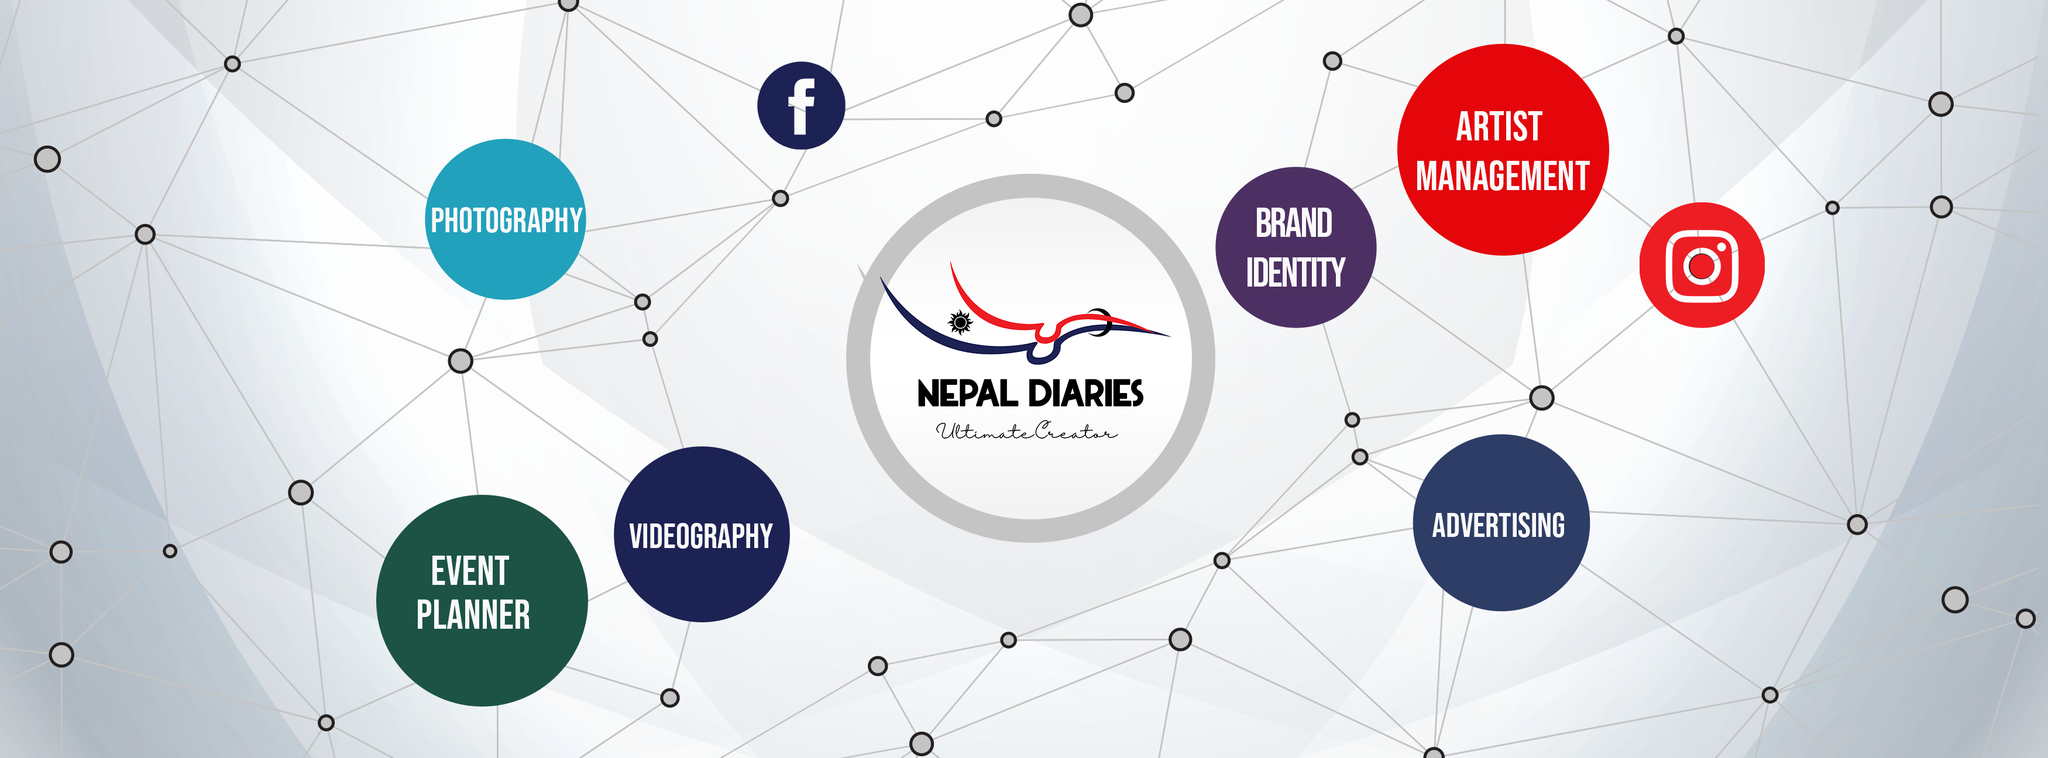 PHOTOGRAPHY
EVENT
PLANNER
VIDEOGRAPHY
NEPAL DIARIES
UltimateCreator
BRAND
IDENTITY
ARTIST
MANAGEMENT
ADVERTISING